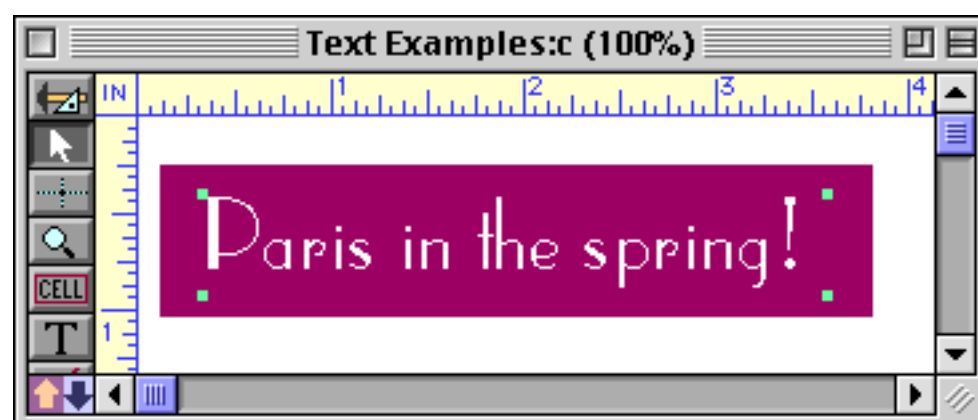 Text Examples:c (100%)
IN 1 2 3 4
Paris in the spring!
CELL
T
1